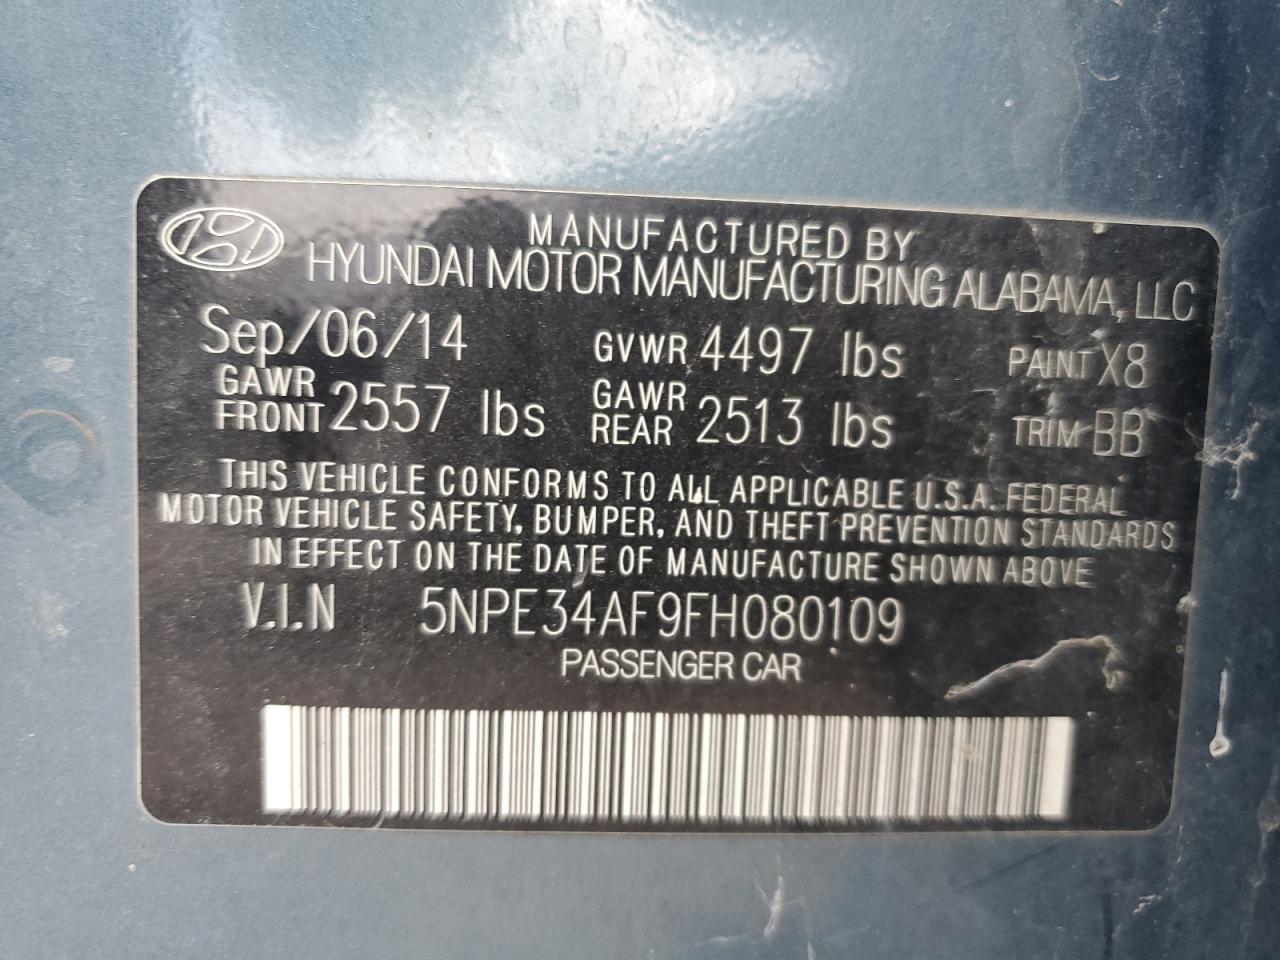 MANUFACTURED BY
HYUNDAI MOTOR MANUFACTURING ALABAMA, LLC
Sep/06/14 GVWR 4497 lbs PAINT X8
GAWR FRONT 2557 lbs GAWR REAR 2513 lbs TRIM BB
THIS VEHICLE CONFORMS TO ALL APPLICABLE U.S.A. FEDERAL
MOTOR VEHICLE SAFETY, BUMPER, AND THEFT PREVENTION STANDARDS
IN EFFECT ON THE DATE OF MANUFACTURE SHOWN ABOVE
V.I.N 5NPE34AF9FH080109
PASSENGER CAR